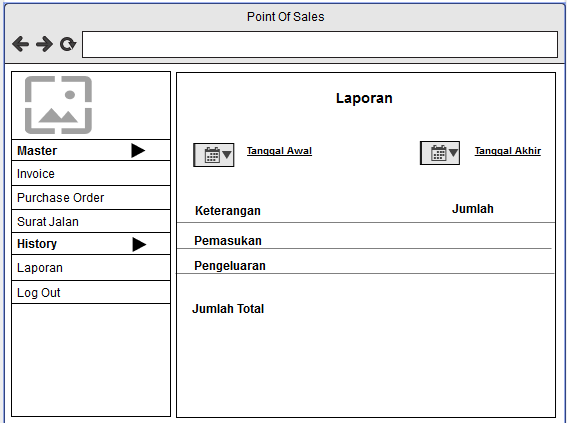 Point Of Sales
Master
Invoice
Purchase Order
Surat Jalan
History
Laporan
Log Out
Laporan
Tanggal Awal
Tanggal Akhir
Keterangan Jumlah
Pemasukan
Pengeluaran
Jumlah Total